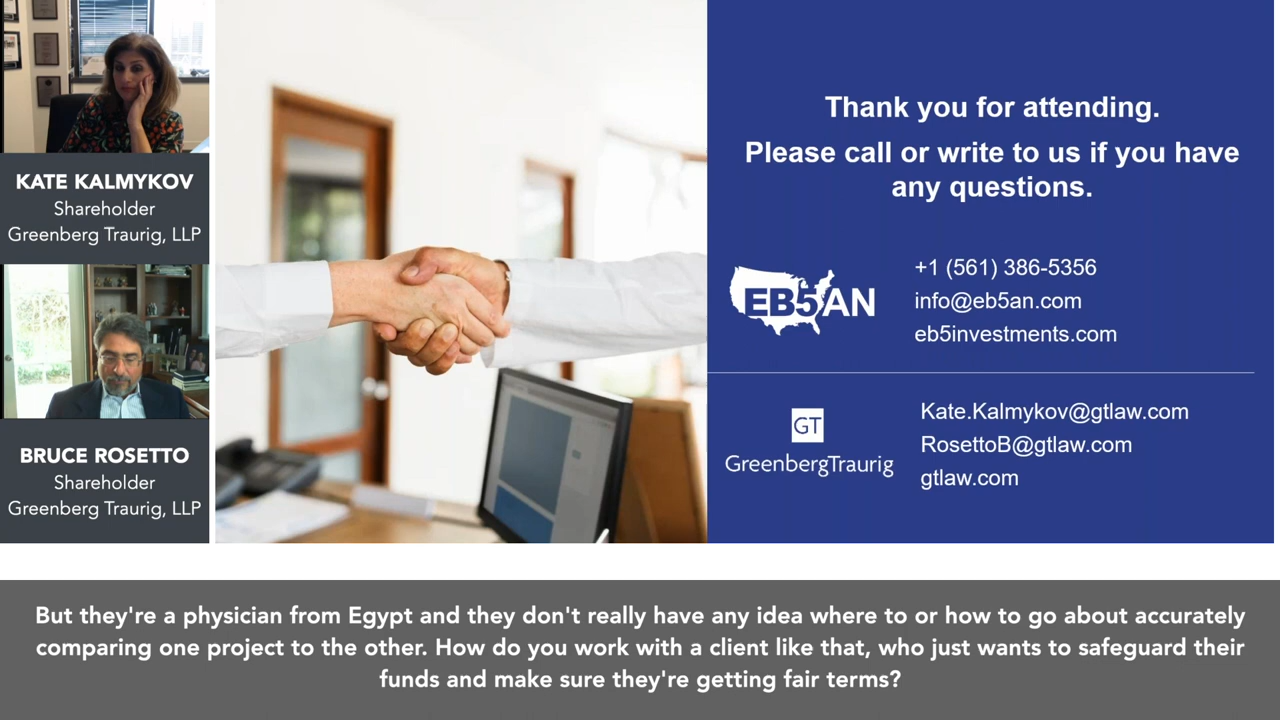 KATE KALMYKOV
Shareholder
Greenberg Traurig, LLP
BRUCE ROSETTO
Shareholder
Greenberg Traurig, LLP
Thank you for attending.
Please call or write to us if you have
any questions.
EB5AN
+1 (561) 386-5356
info@eb5an.com
eb5investments.com
GT
GreenbergTraurig
Kate.Kalmykov@gtlaw.com
RosettoB@gtlaw.com
gtlaw.com
But they're a physician from Egypt and they don't really have any idea where to or how to go about accurately
comparing one project to the other. How do you work with a client like that, who just wants to safeguard their
funds and make sure they're getting fair terms?